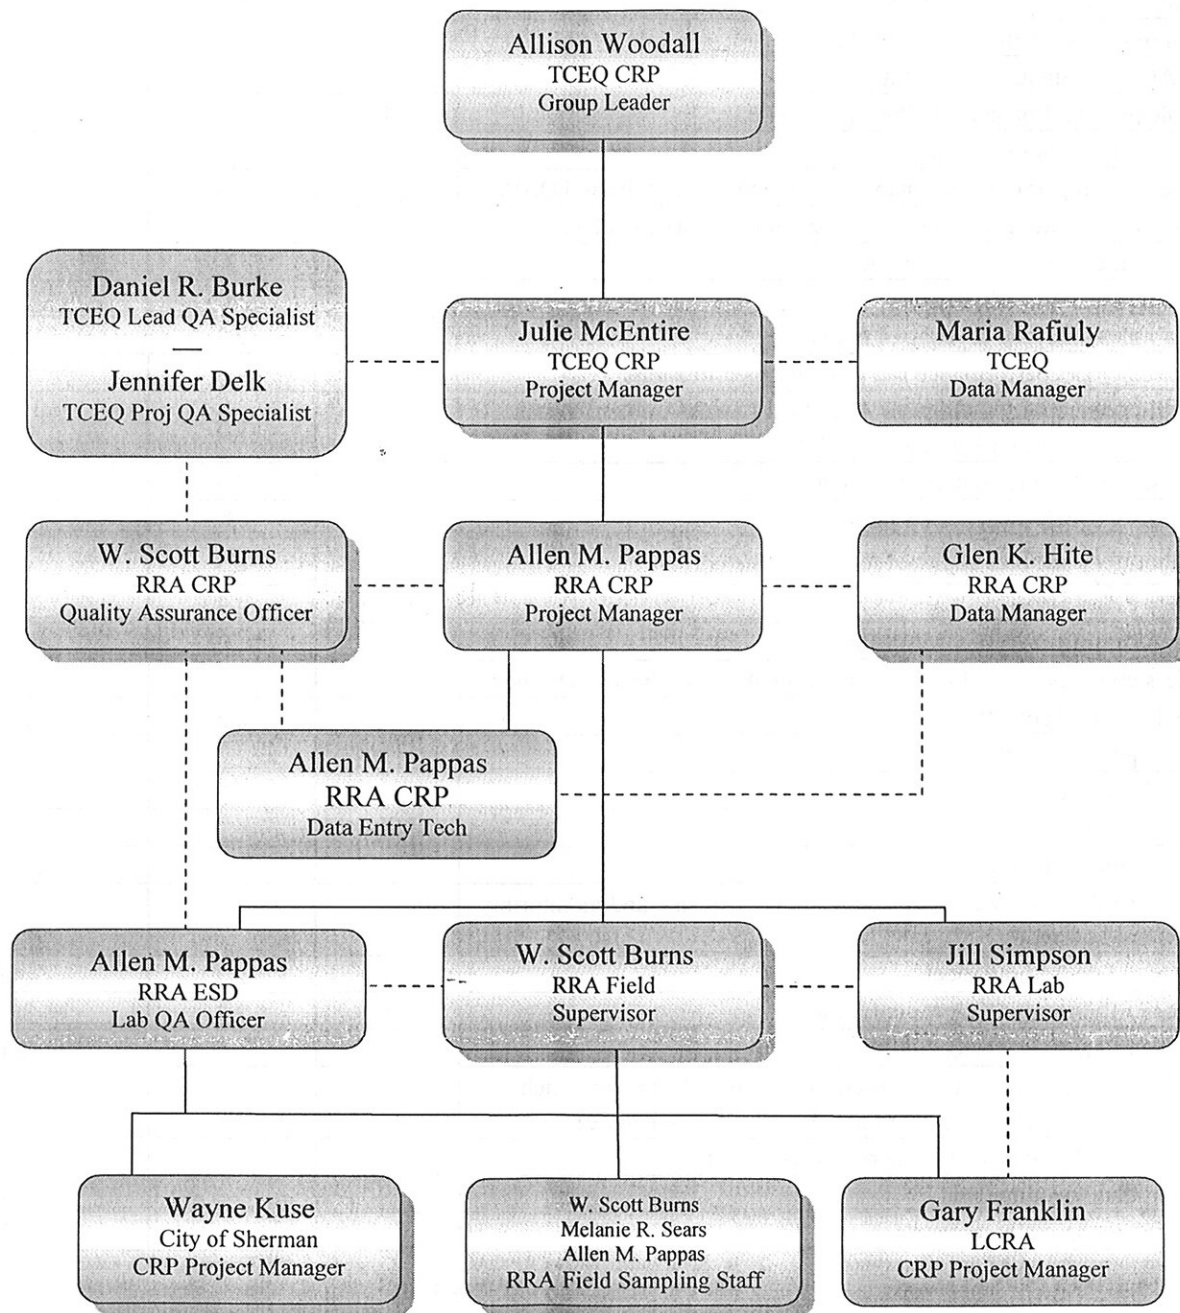 Allison Woodall
TCEQ CRP
Group Leader
Daniel R. Burke
TCEQ Lead QA Specialist
—
Jennifer Delk
TCEQ Proj QA Specialist
Julie McEntire
TCEQ CRP
Project Manager
Maria Rafiuly
TCEQ
Data Manager
W. Scott Burns
RRA CRP
Quality Assurance Officer
Allen M. Pappas
RRA CRP
Project Manager
Glen K. Hite
RRA CRP
Data Manager
Allen M. Pappas
RRA CRP
Data Entry Tech
Allen M. Pappas
RRA ESD
Lab QA Officer
W. Scott Burns
RRA Field
Supervisor
Jill Simpson
RRA Lab
Supervisor
Wayne Kuse
City of Sherman
CRP Project Manager
W. Scott Burns
Melanie R. Sears
Allen M. Pappas
RRA Field Sampling Staff
Gary Franklin
LCRA
CRP Project Manager